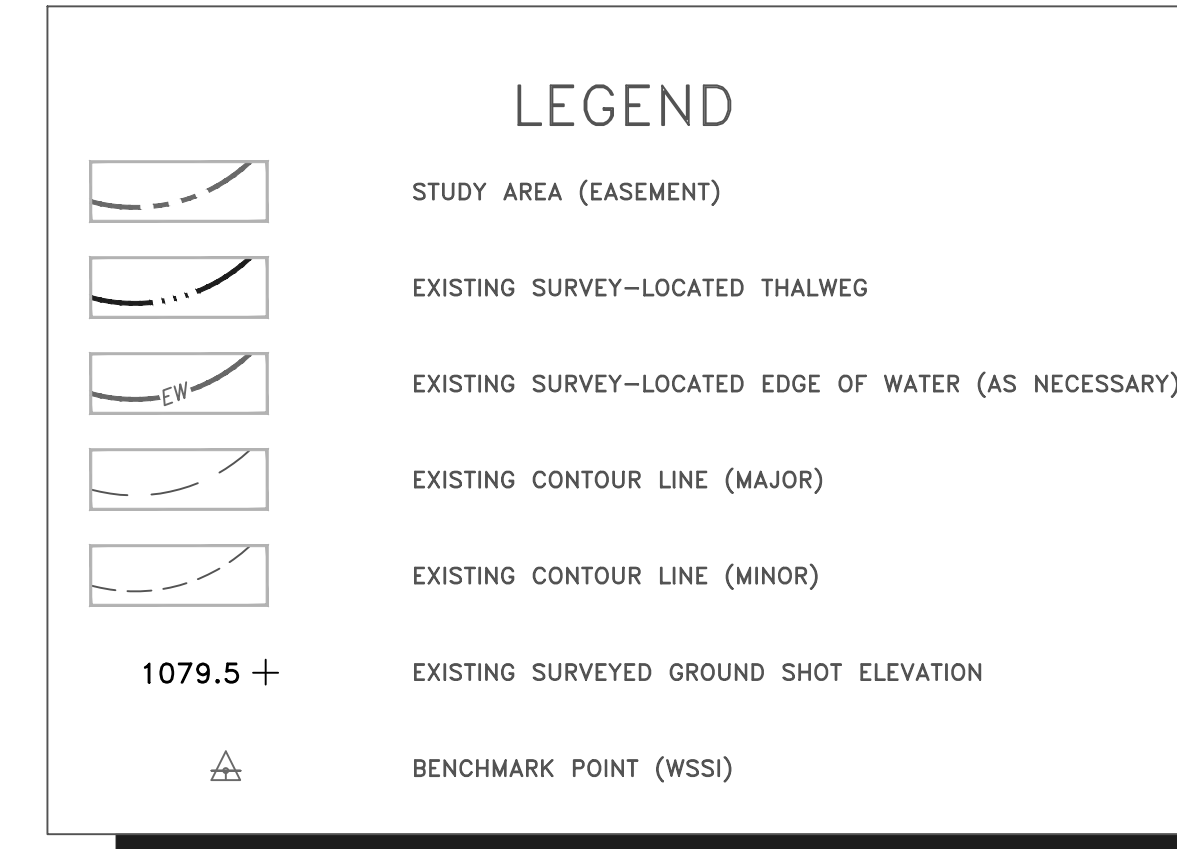 LEGEND
STUDY AREA (EASEMENT)
EXISTING SURVEY-LOCATED THALWEG
EW EXISTING SURVEY-LOCATED EDGE OF WATER (AS NECESSARY)
EXISTING CONTOUR LINE (MAJOR)
EXISTING CONTOUR LINE (MINOR)
1079.5 + EXISTING SURVEYED GROUND SHOT ELEVATION
BENCHMARK POINT (WSSI)